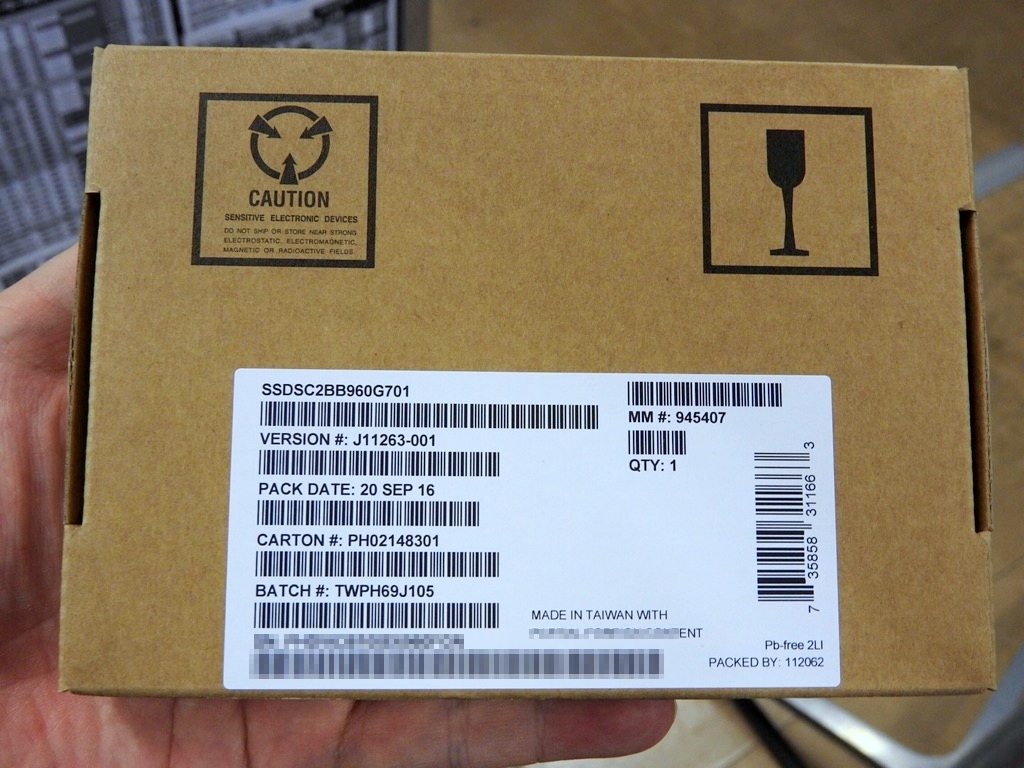 CAUTION
SENSITIVE ELECTRONIC DEVICES
DO NOT SHIP OR STORE NEAR STRONG
ELECTROSTATIC, ELECTROMAGNETIC,
MAGNETIC OR RADIOACTIVE FIELDS.
SSDSC2BB960G701
MM #: 945407
VERSION #: J11263-001
QTY: 1
PACK DATE: 20 SEP 16
CARTON #: PH02148301
BATCH #: TWPH69J105
7 35858 31166 3
MADE IN TAIWAN WITH
Pb-free 2LI
PACKED BY: 112062